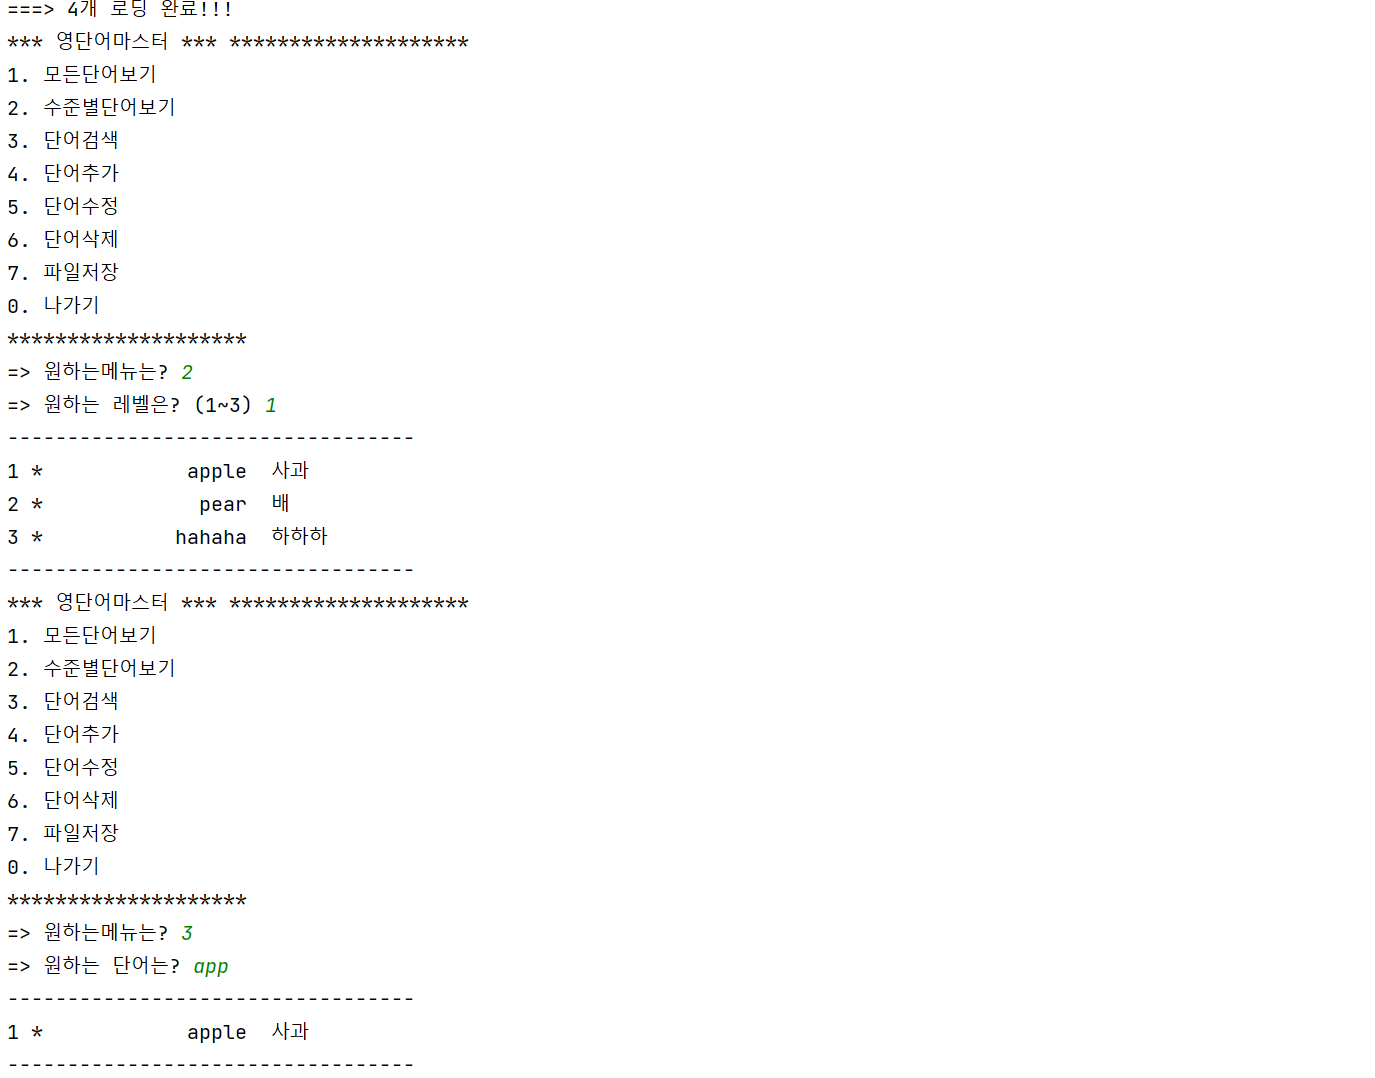 ===> 4개 로딩 완료!!!
*** 영단어마스터 *** ********************
1. 모든단어보기
2. 수준별단어보기
3. 단어검색
4. 단어추가
5. 단어수정
6. 단어삭제
7. 파일저장
0. 나가기
********************
=> 원하는메뉴는? 2
=> 원하는 레벨은? (1~3) 1
----------------------------------
1 *            apple  사과
2 *             pear  배
3 *           hahaha  하하하
----------------------------------
*** 영단어마스터 *** ********************
1. 모든단어보기
2. 수준별단어보기
3. 단어검색
4. 단어추가
5. 단어수정
6. 단어삭제
7. 파일저장
0. 나가기
********************
=> 원하는메뉴는? 3
=> 원하는 단어는? app
----------------------------------
1 *            apple  사과
----------------------------------